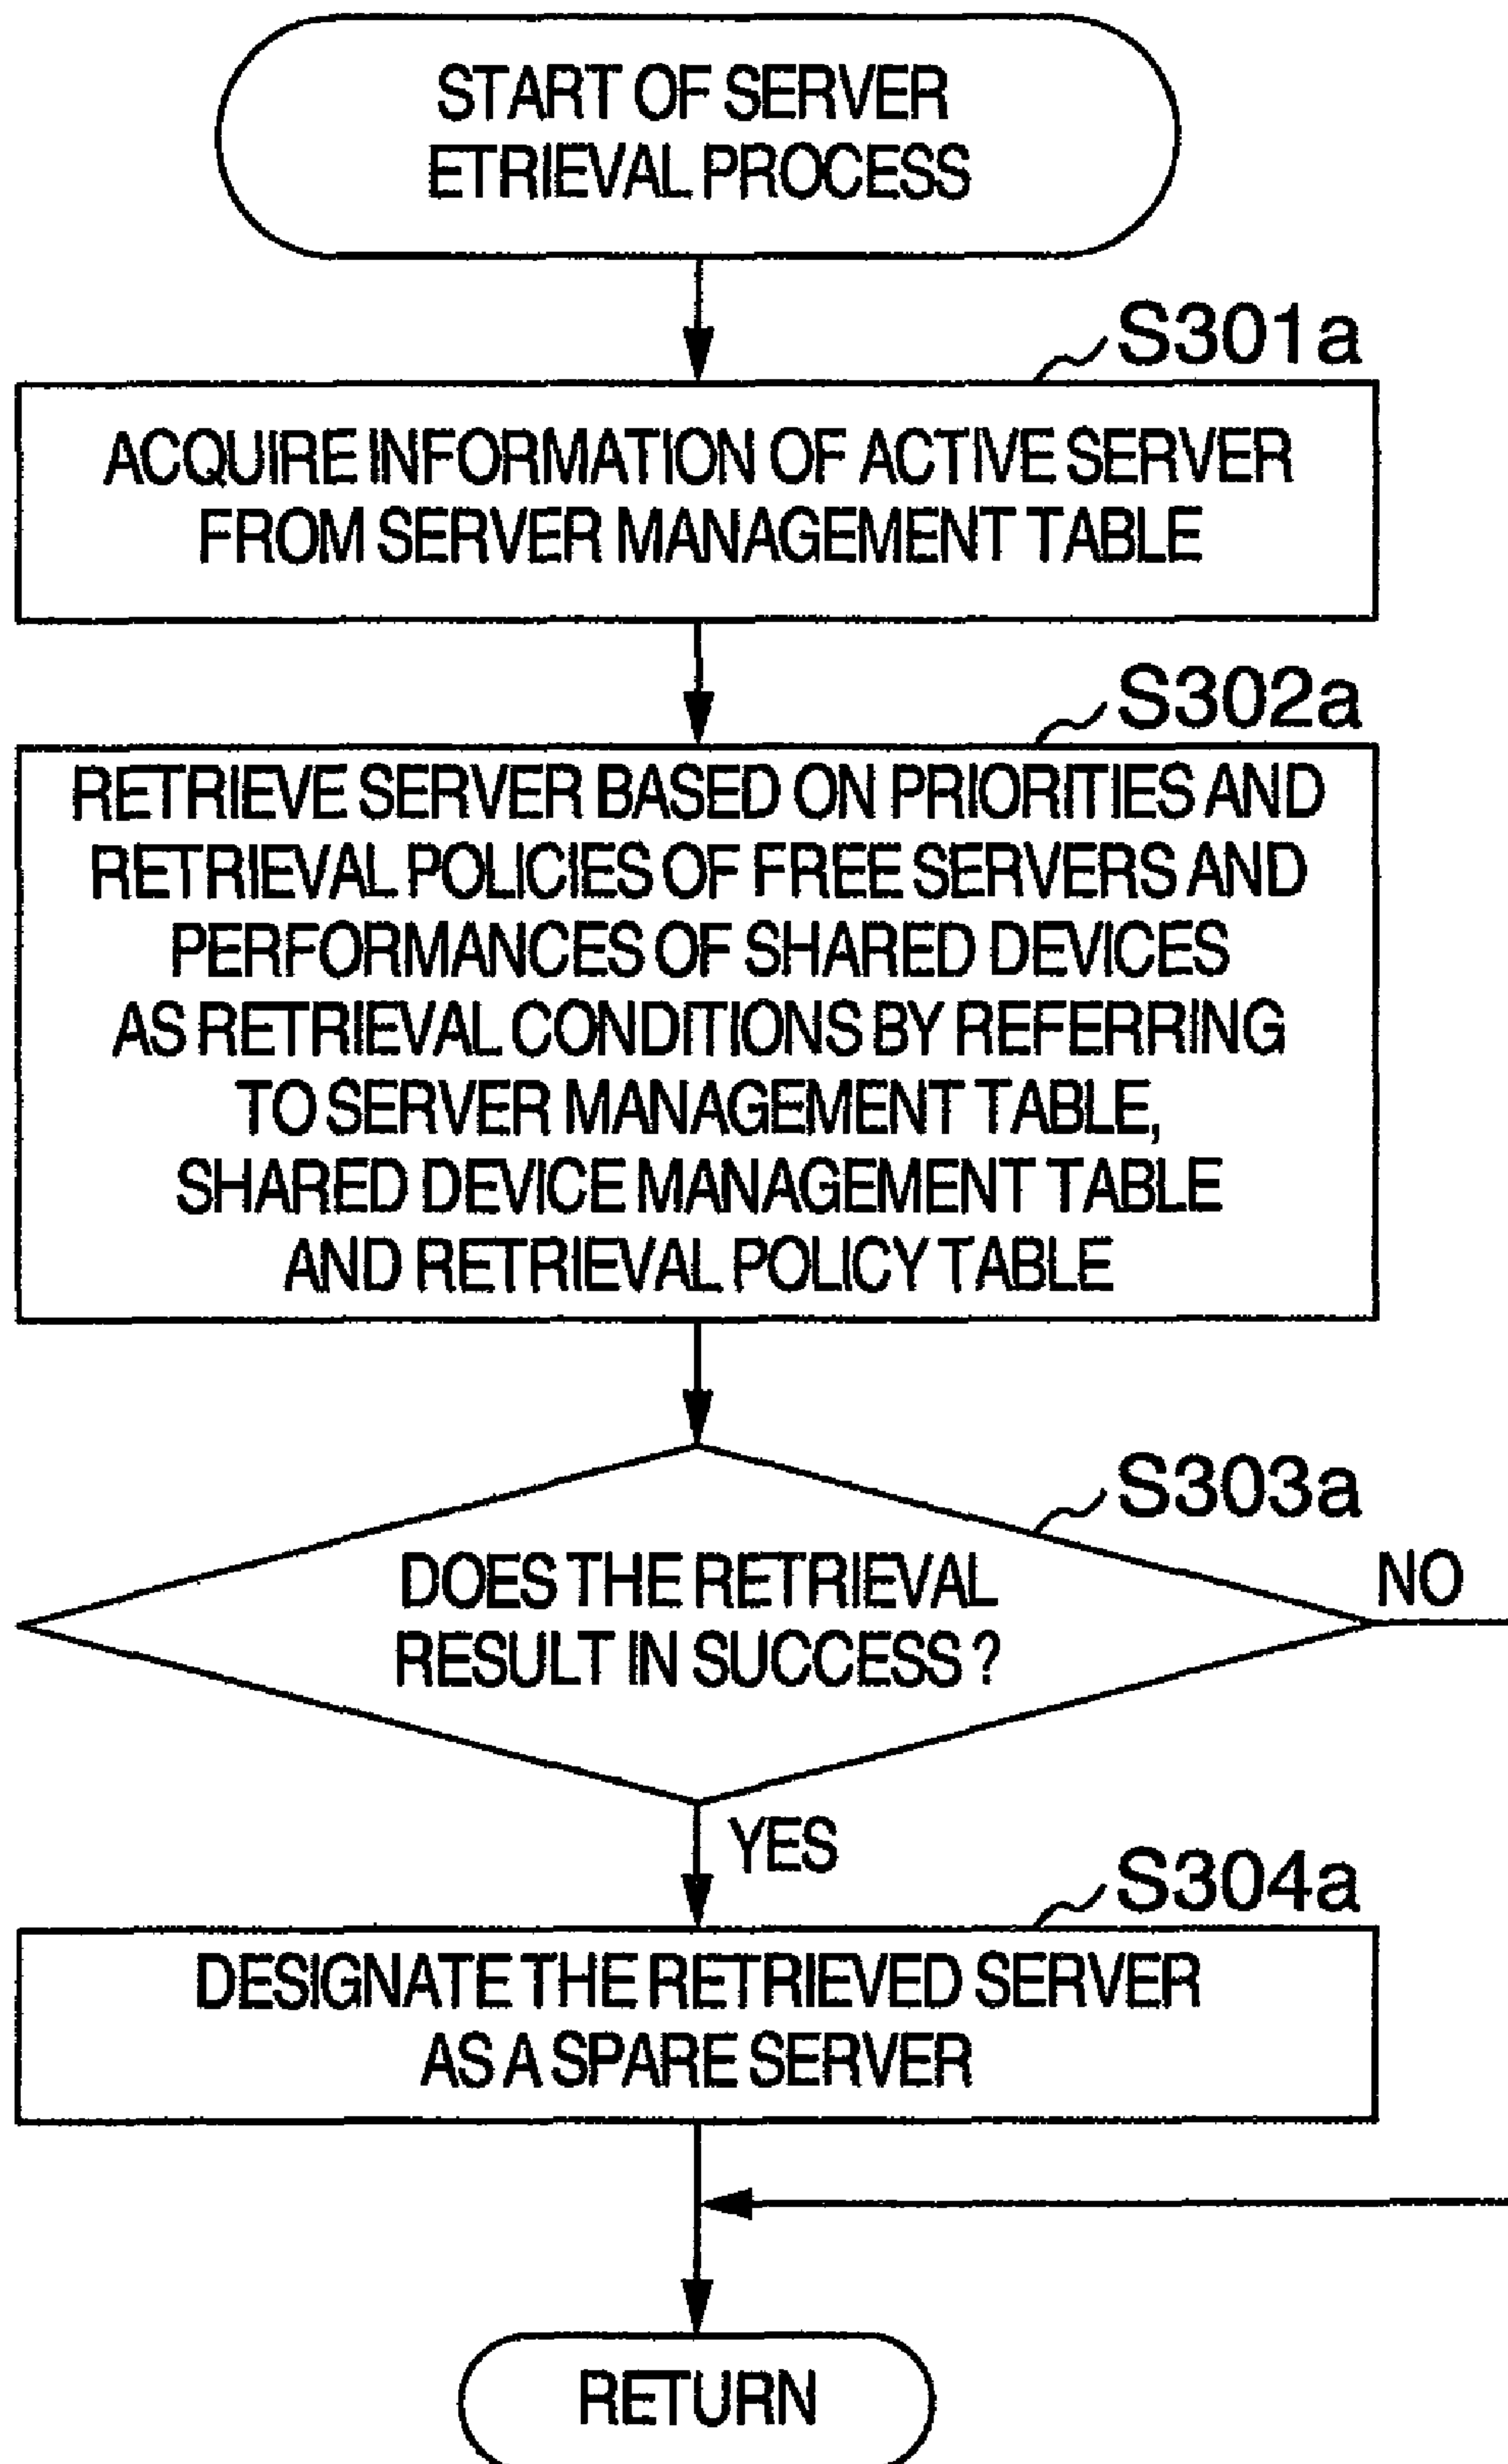 START OF SERVER
ETRIEVAL PROCESS
S301a
ACQUIRE INFORMATION OF ACTIVE SERVER
FROM SERVER MANAGEMENT TABLE
S302a
RETRIEVE SERVER BASED ON PRIORITIES AND
RETRIEVAL POLICIES OF FREE SERVERS AND
PERFORMANCES OF SHARED DEVICES
AS RETRIEVAL CONDITIONS BY REFERRING
TO SERVER MANAGEMENT TABLE,
SHARED DEVICE MANAGEMENT TABLE
AND RETRIEVAL POLICY TABLE
S303a
DOES THE RETRIEVAL
RESULT IN SUCCESS ?
NO
YES
S304a
DESIGNATE THE RETRIEVED SERVER
AS A SPARE SERVER
RETURN